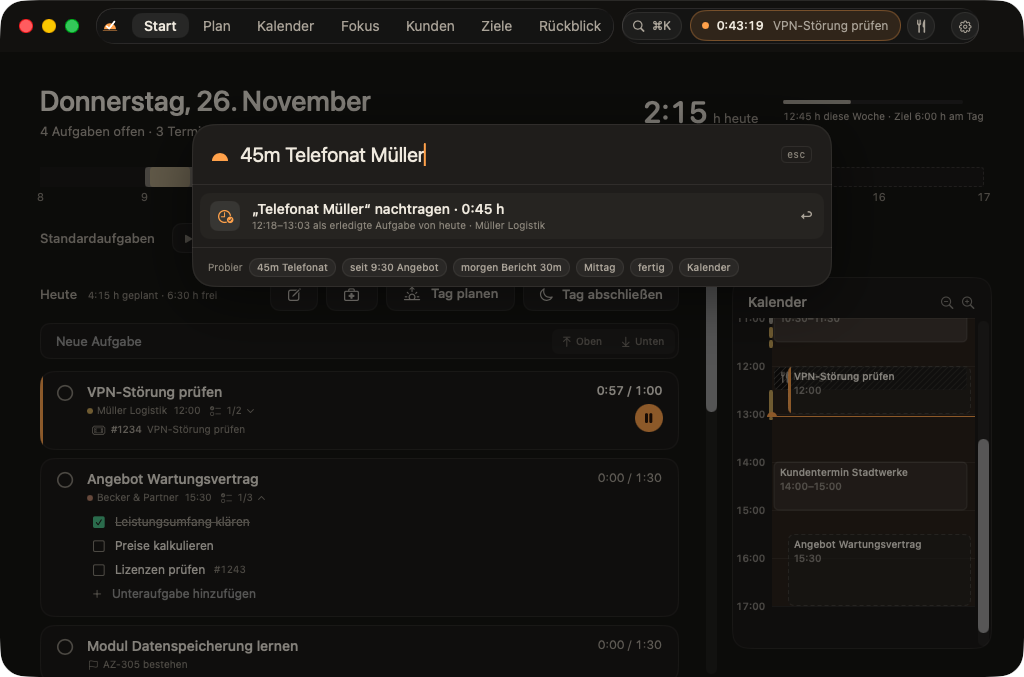 Start Plan Kalender Fokus Kunden Ziele Rückblick ⌘K 0:43:19 VPN-Störung prüfen
Donnerstag, 26. November
4 Aufgaben offen · 3 Termi
2:15 h heute
12:45 h diese Woche · Ziel 6:00 h am Tag
45m Telefonat Müller
esc
„Telefonat Müller“ nachtragen · 0:45 h
12:18–13:03 als erledigte Aufgabe von heute · Müller Logistik
Probier 45m Telefonat seit 9:30 Angebot morgen Bericht 30m Mittag fertig Kalender
8 9 16 17
Standardaufgaben
Heute 4:15 h geplant · 6:30 h frei
Tag planen
Tag abschließen
Neue Aufgabe
Oben
Unten
VPN-Störung prüfen
0:57 / 1:00
Müller Logistik 12:00 1/2
#1234 VPN-Störung prüfen
Angebot Wartungsvertrag
0:00 / 1:30
Becker & Partner 15:30 1/3
Leistungsumfang klären
Preise kalkulieren
Lizenzen prüfen #1243
+ Unteraufgabe hinzufügen
Modul Datenspeicherung lernen
0:00 / 1:30
AZ-305 bestehen
Kalender
11:00
10:30–11:30
12:00
VPN-Störung prüfen
12:00
13:00
14:00
Kundentermin Stadtwerke
14:00–15:00
15:00
Angebot Wartungsvertrag
15:30
16:00
17:00